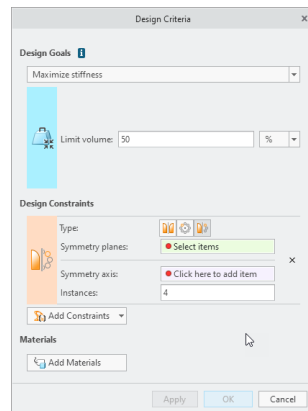 Design Criteria x
Design Goals i
Maximize stiffness
Limit volume: 50 %
Design Constraints
Type:
Symmetry planes: Select items
Symmetry axis: Click here to add item
Instances: 4
Add Constraints
Materials
Add Materials
Apply OK Cancel